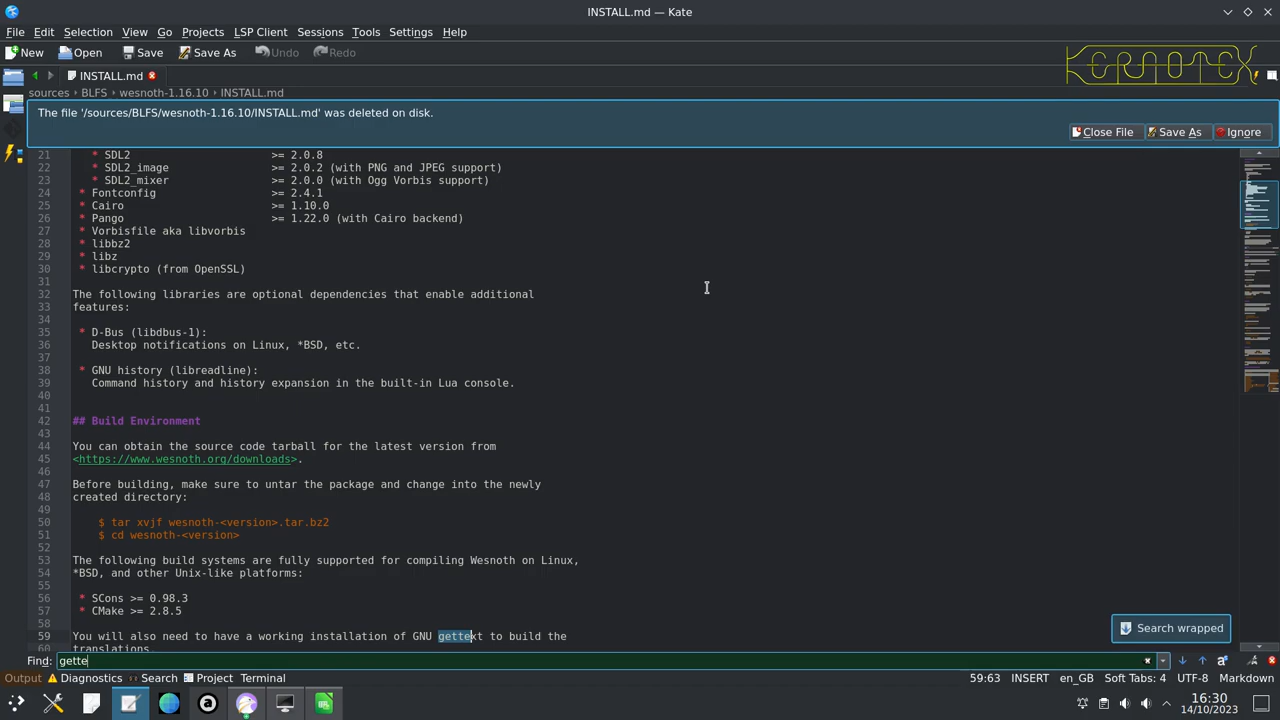 INSTALL.md — Kate
File Edit Selection View Go Projects LSP Client Sessions Tools Settings Help
New Open Save Save As Undo Redo
INSTALL.md
sources BLFS wesnoth-1.16.10 INSTALL.md
The file '/sources/BLFS/wesnoth-1.16.10/INSTALL.md' was deleted on disk.
Close File Save As Ignore
21 * SDL2 >= 2.0.8
22 * SDL2_image >= 2.0.2 (with PNG and JPEG support)
23 * SDL2_mixer >= 2.0.0 (with Ogg Vorbis support)
24 * Fontconfig >= 2.4.1
25 * Cairo >= 1.10.0
26 * Pango >= 1.22.0 (with Cairo backend)
27 * Vorbisfile aka libvorbis
28 * libbz2
29 * libz
30 * libcrypto (from OpenSSL)
31
32 The following libraries are optional dependencies that enable additional
33 features:
34
35 * D-Bus (libdbus-1):
36 Desktop notifications on Linux, *BSD, etc.
37
38 * GNU history (libreadline):
39 Command history and history expansion in the built-in Lua console.
40
41
42 ## Build Environment
43
44 You can obtain the source code tarball for the latest version from
45 <https://www.wesnoth.org/downloads>.
46
47 Before building, make sure to untar the package and change into the newly
48 created directory:
49
50 $ tar xvjf wesnoth-<version>.tar.bz2
51 $ cd wesnoth-<version>
52
53 The following build systems are fully supported for compiling Wesnoth on Linux,
54 *BSD, and other Unix-like platforms:
55
56 * SCons >= 0.98.3
57 * CMake >= 2.8.5
58
59 You will also need to have a working installation of GNU gettext to build the
60 translations.
Search wrapped
Find: gette
Output Diagnostics Search Project Terminal 59:63 INSERT en_GB Soft Tabs: 4 UTF-8 Markdown
16:30
14/10/2023